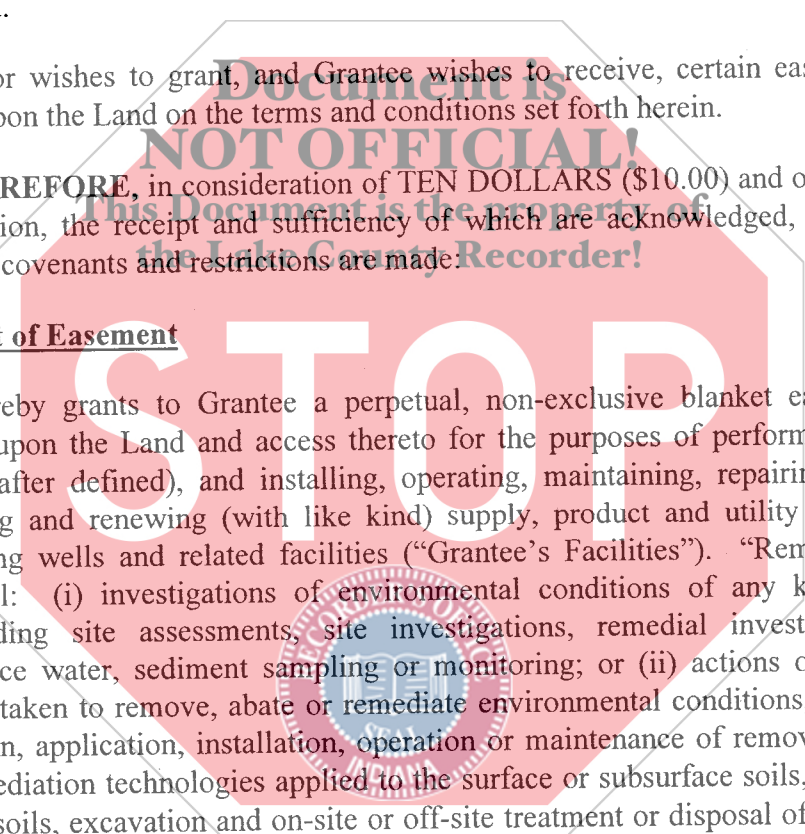 l.
or wishes to grant, and Grantee wishes to receive, certain eas
pon the Land on the terms and conditions set forth herein.
Document is
NOT OFFICIAL!
This Document is the property of
the Lake County Recorder!
REFORE, in consideration of TEN DOLLARS ($10.00) and o
ion, the receipt and sufficiency of which are acknowledged,
covenants and restrictions are made:
t of Easement
STOP
reby grants to Grantee a perpetual, non-exclusive blanket ea
upon the Land and access thereto for the purposes of perform
after defined), and installing, operating, maintaining, repairin
g and renewing (with like kind) supply, product and utility
ng wells and related facilities (“Grantee’s Facilities”). “Rem
l: (i) investigations of environmental conditions of any k
ding site assessments, site investigations, remedial invest
ce water, sediment sampling or monitoring; or (ii) actions o
taken to remove, abate or remediate environmental conditions
n, application, installation, operation or maintenance of remov
ediation technologies applied to the surface or subsurface soils,
soils, excavation and on-site or off-site treatment or disposal of
RECORDER'S OFFICE
SEAL
INDIANA